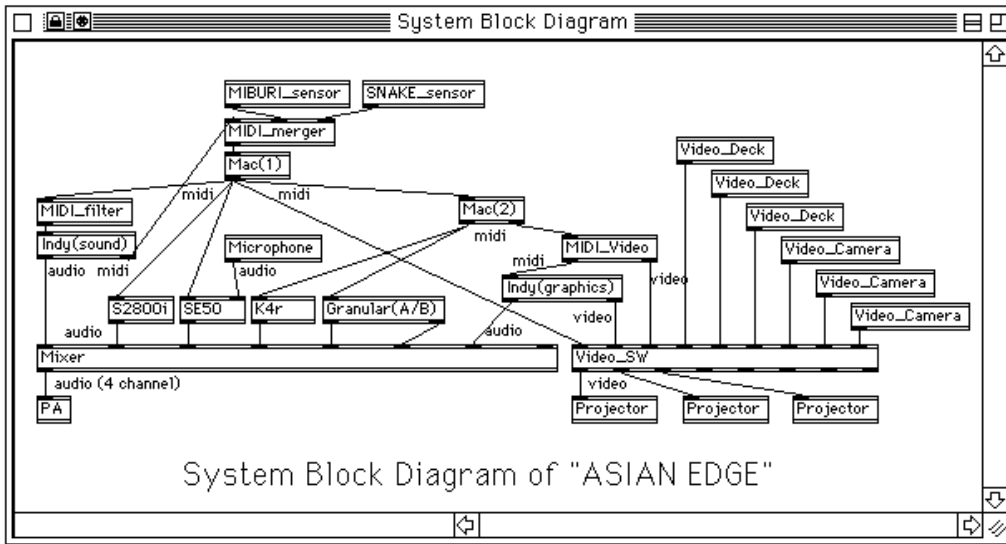 System Block Diagram
MIBURI_sensor
SNAKE_sensor
MIDI_merger
Video_Deck
Mac(1)
Video_Deck
midi
midi
MIDI_filter
Mac(2)
Video_Deck
Indy(sound)
Microphone
midi
MIDI_Video
Video_Camera
audio
midi
audio
midi
video
Indy(graphics)
Video_Camera
S2800i
SE50
K4r
Granular(A/B)
video
Video_Camera
audio
audio
Mixer
Video_SW
audio (4 channel)
video
PA
Projector
Projector
Projector
System Block Diagram of "ASIAN EDGE"